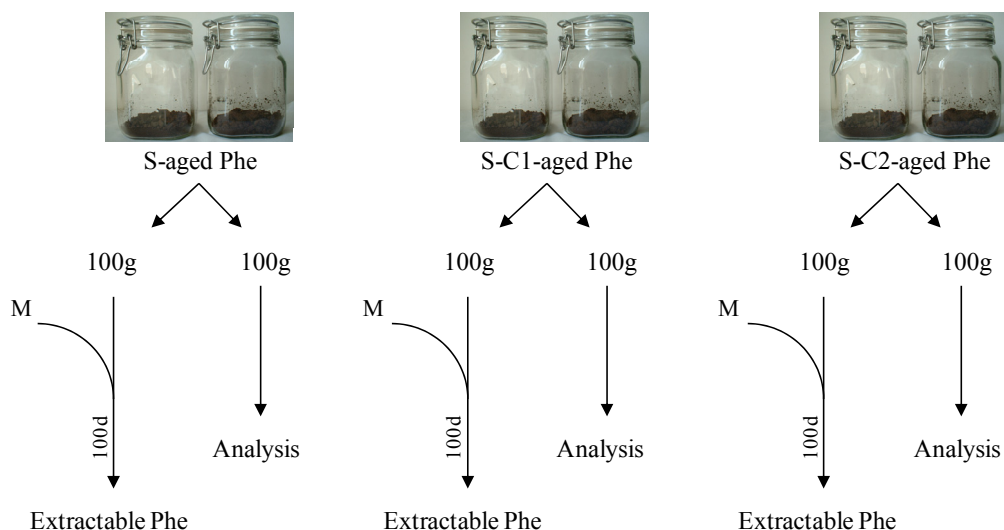 S-aged Phe
S-C1-aged Phe
S-C2-aged Phe
100g 100g
100g 100g
100g 100g
M
M
M
100d
100d
100d
Analysis
Analysis
Analysis
Extractable Phe
Extractable Phe
Extractable Phe